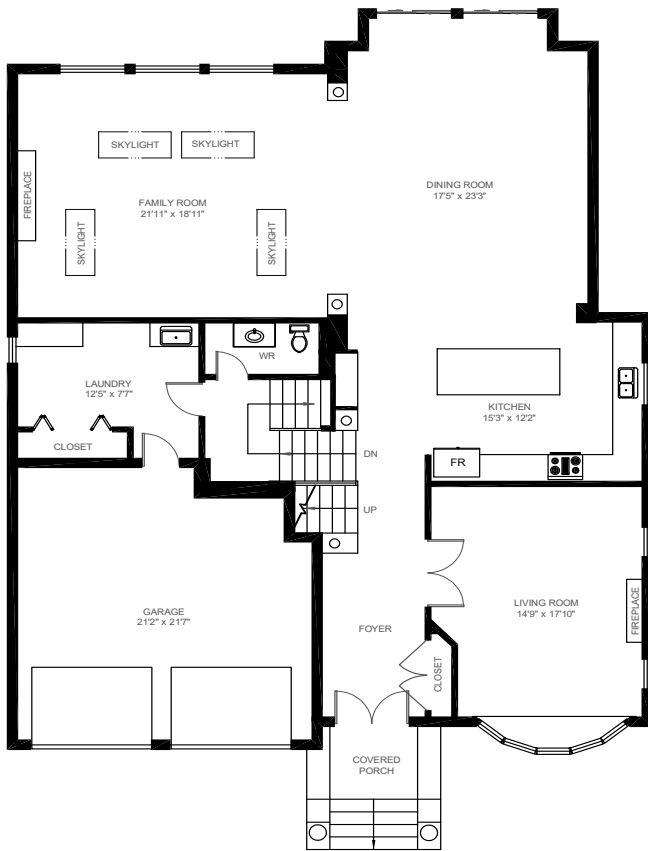 SKYLIGHT
SKYLIGHT
FIREPLACE
FAMILY ROOM
21'11" x 18'11"
SKYLIGHT
SKYLIGHT
DINING ROOM
17'5" x 23'3"
WR
LAUNDRY
12'5" x 7'7"
CLOSET
KITCHEN
15'3" x 12'2"
DN
FR
UP
GARAGE
21'2" x 21'7"
FOYER
LIVING ROOM
14'9" x 17'10"
FIREPLACE
CLOSET
COVERED
PORCH